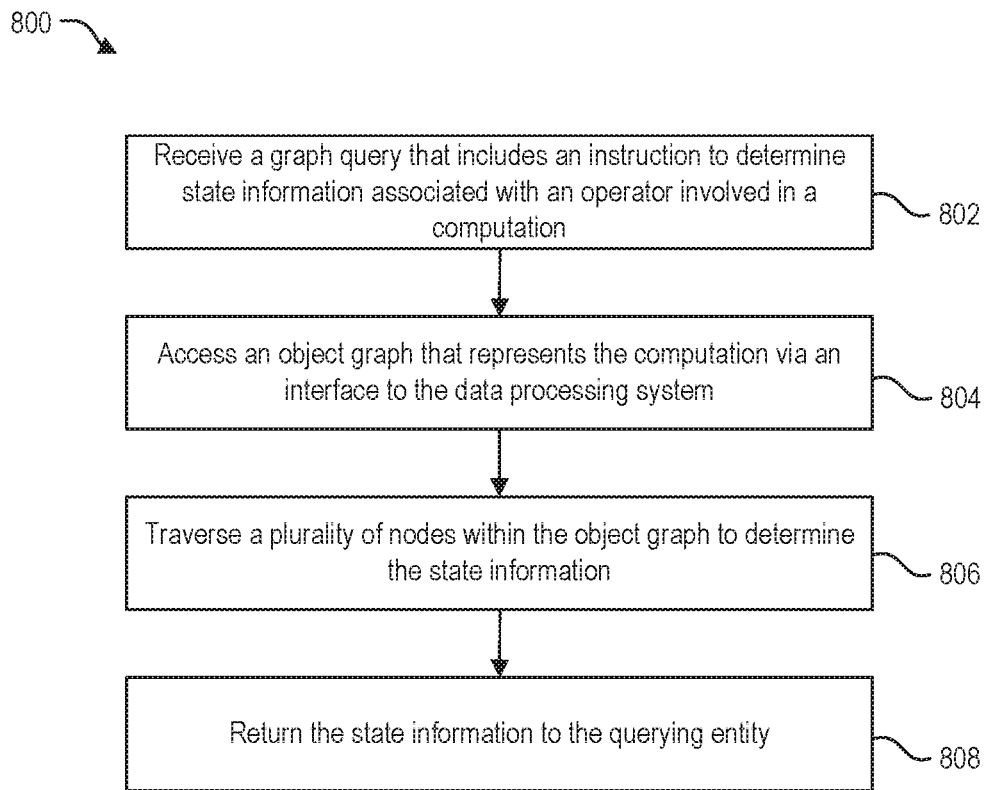 800
Receive a graph query that includes an instruction to determine
state information associated with an operator involved in a
computation
802
Access an object graph that represents the computation via an
interface to the data processing system
804
Traverse a plurality of nodes within the object graph to determine
the state information
806
Return the state information to the querying entity
808